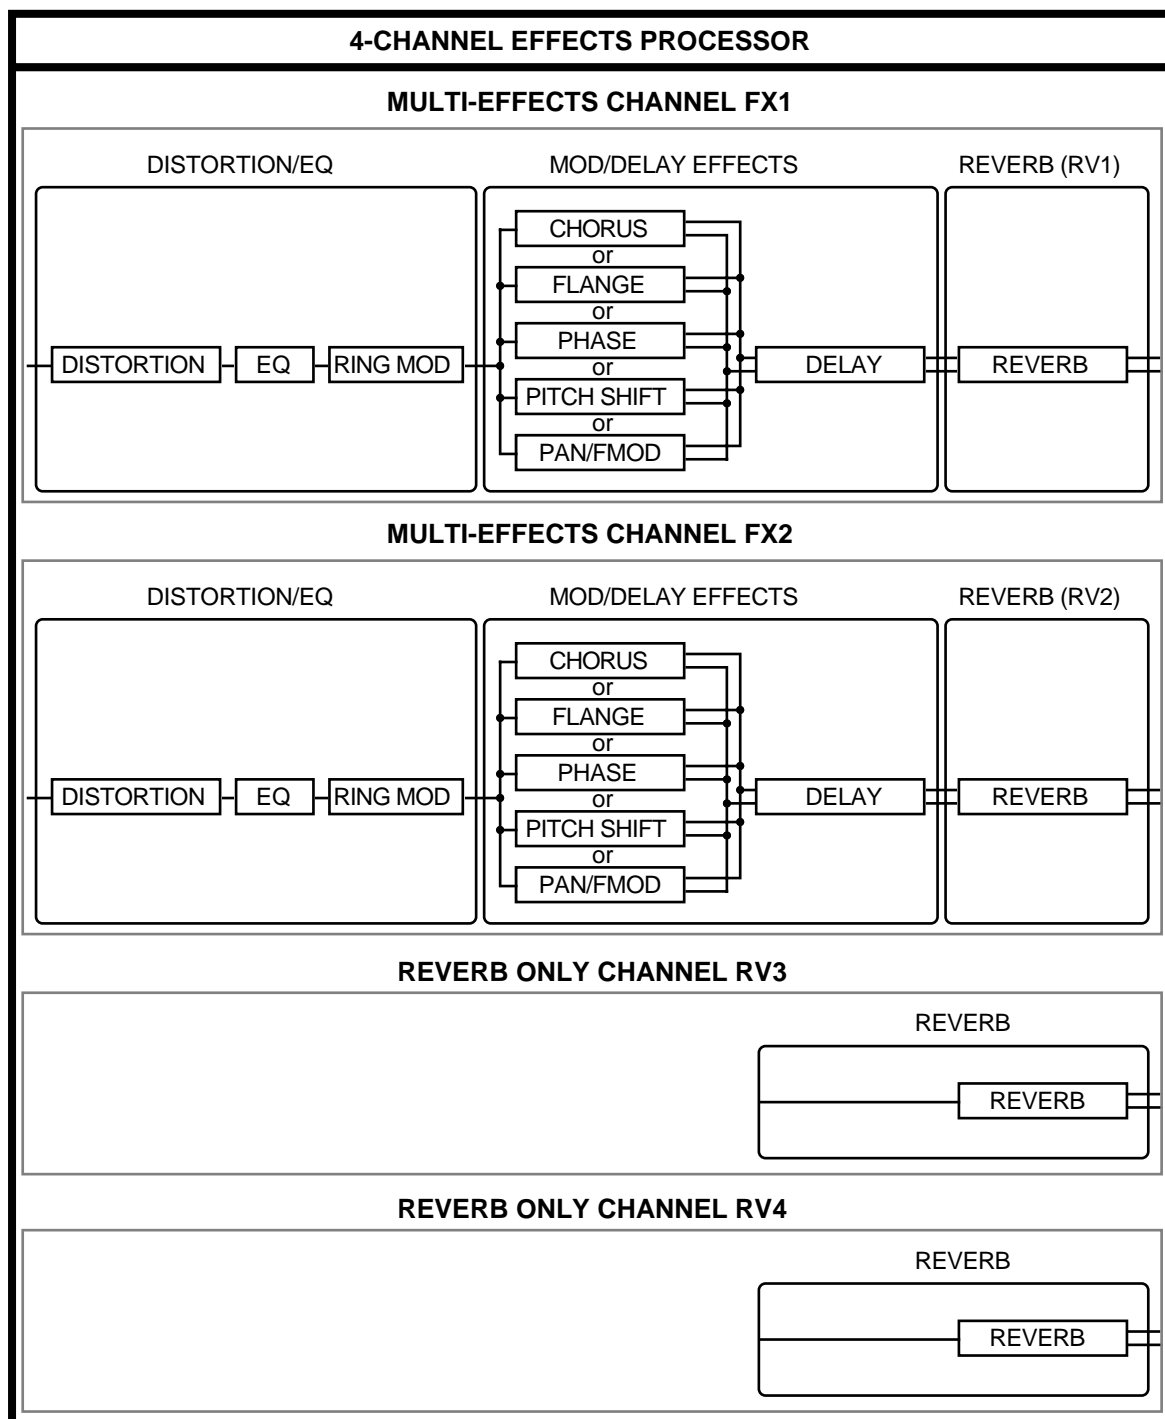 4-CHANNEL EFFECTS PROCESSOR
MULTI-EFFECTS CHANNEL FX1
DISTORTION/EQ MOD/DELAY EFFECTS REVERB (RV1)
CHORUS
or
FLANGE
or
PHASE
or
DISTORTION EQ RING MOD DELAY REVERB
PITCH SHIFT
or
PAN/FMOD
MULTI-EFFECTS CHANNEL FX2
DISTORTION/EQ MOD/DELAY EFFECTS REVERB (RV2)
CHORUS
or
FLANGE
or
PHASE
or
DISTORTION EQ RING MOD DELAY REVERB
PITCH SHIFT
or
PAN/FMOD
REVERB ONLY CHANNEL RV3
REVERB
REVERB
REVERB ONLY CHANNEL RV4
REVERB
REVERB